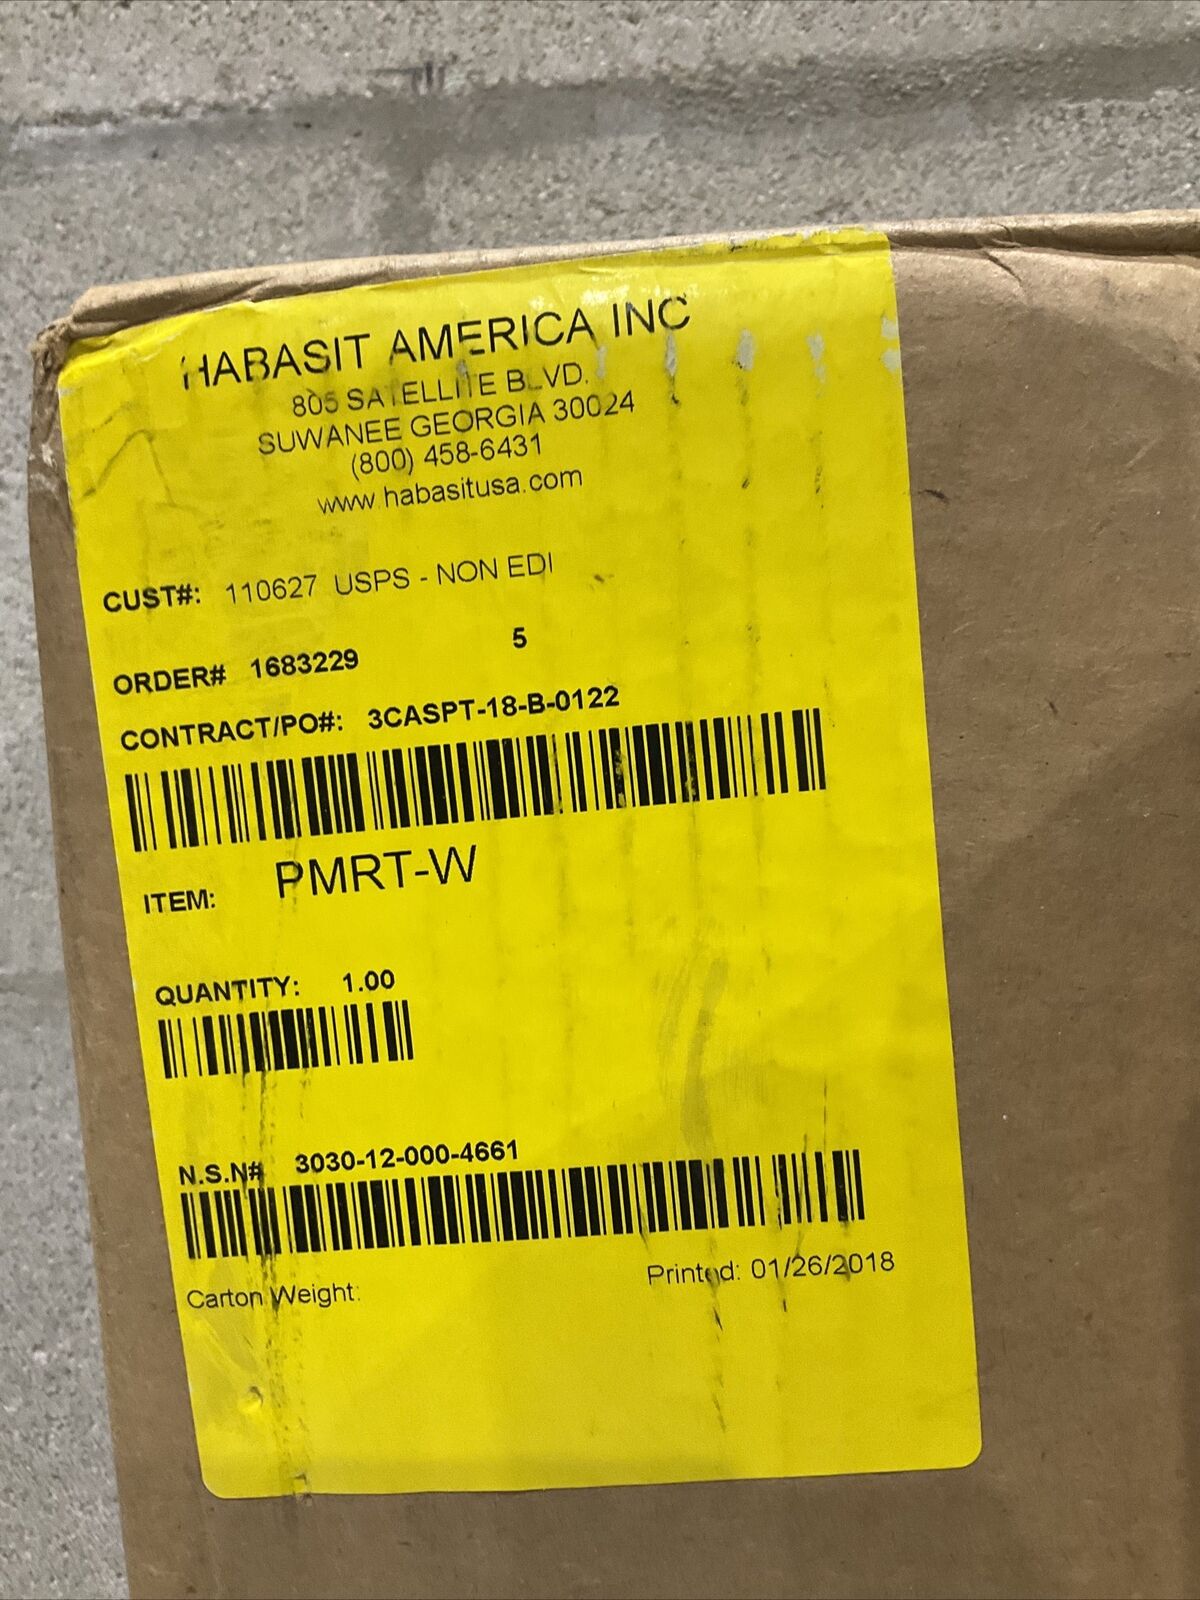 HABASIT AMERICA INC
805 SATELLITE BLVD.
SUWANEE GEORGIA 30024
(800) 458-6431
www.habasitusa.com
CUST#: 110627 USPS - NON EDI
ORDER# 1683229 5
CONTRACT/PO#: 3CASPT-18-B-0122
ITEM: PMRT-W
QUANTITY: 1.00
N.S.N# 3030-12-000-4661
Carton Weight: Printed: 01/26/2018